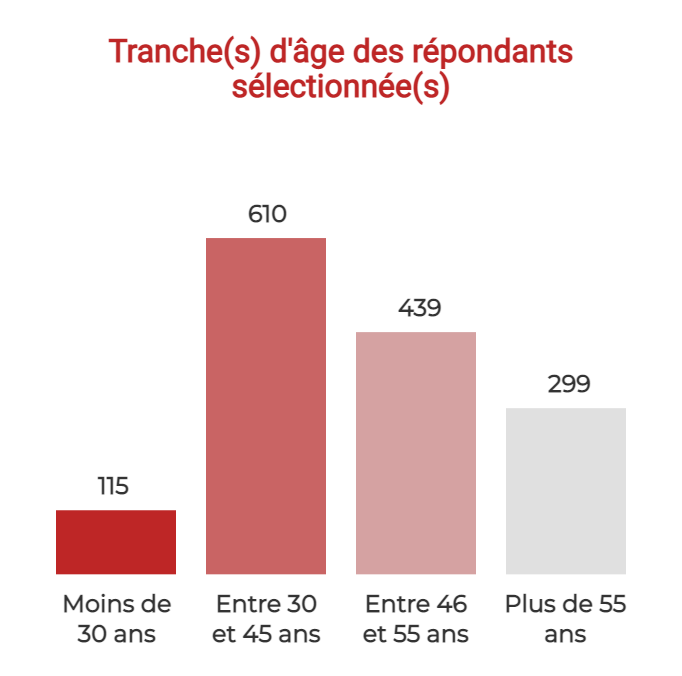 Tranche(s) d'âge des répondants
sélectionnée(s)
610
439
299
115
Moins de
30 ans
Entre 30
et 45 ans
Entre 46
et 55 ans
Plus de 55
ans